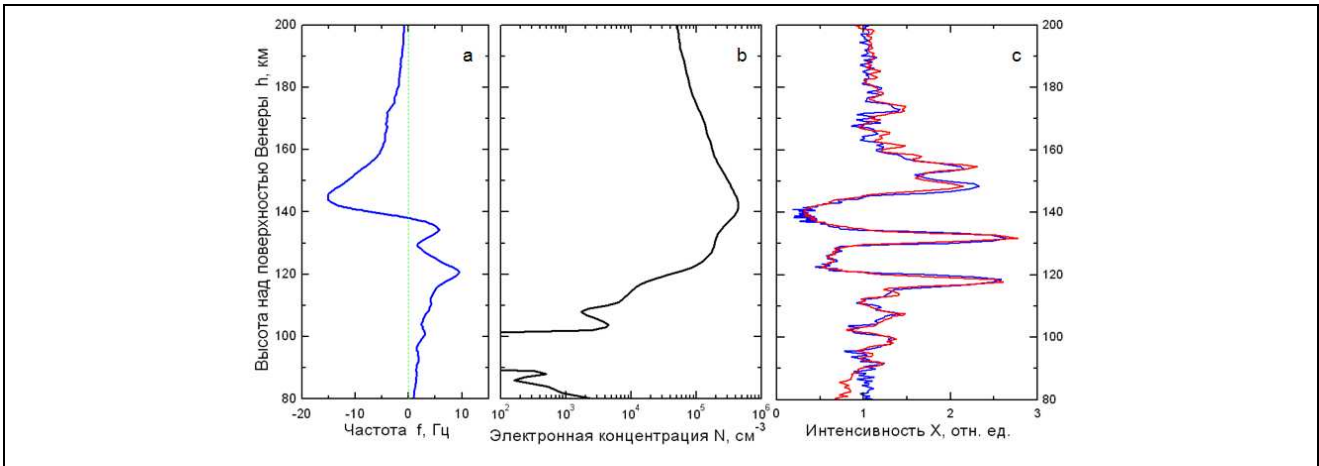 200
180
160
140
120
100
80
Высота над поверхностью Венеры h, км
a
b
c
200
180
160
140
120
100
80
-20 -10 0 10
10² 10³ 10⁴ 10⁵ 10⁶
0 1 2 3
Частота f, Гц
Электронная концентрация N, см⁻³
Интенсивность X, отн. ед.